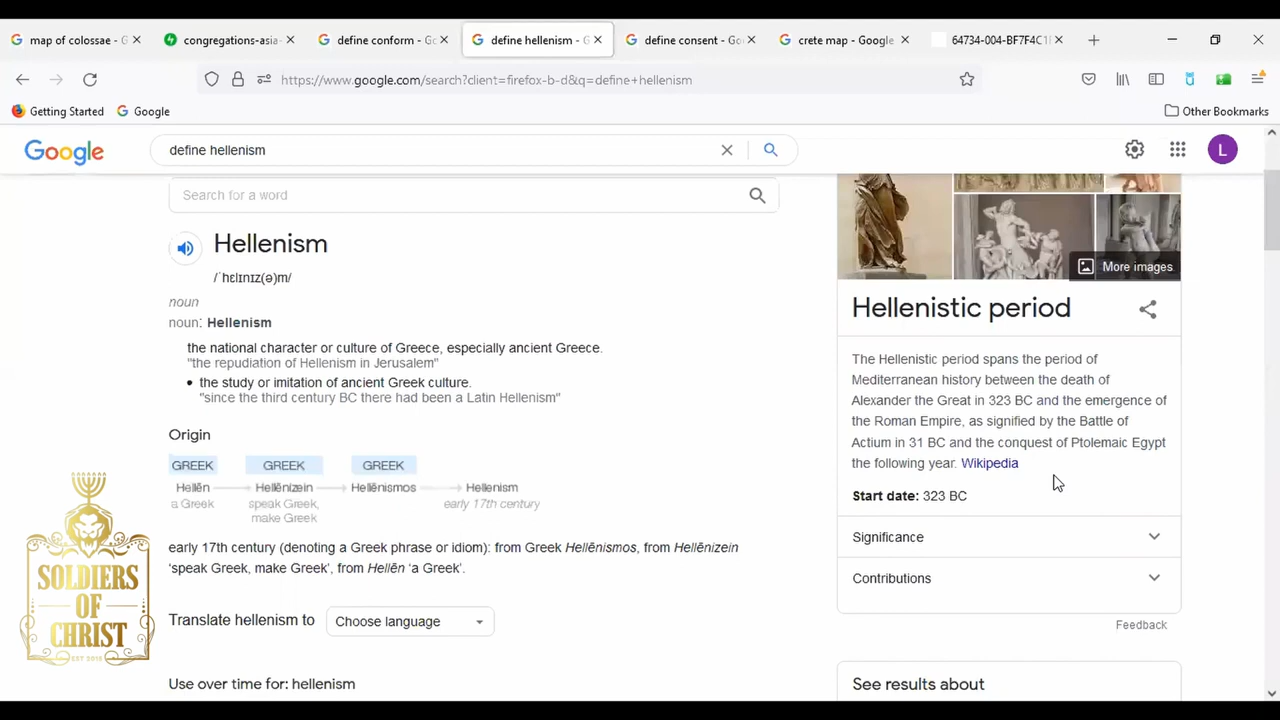 map of colossae - G
congregations-asia-
define conform - Go
define hellenism - G
define consent - Go
crete map - Google
64734-004-BF7F4C1
https://www.google.com/search?client=firefox-b-d&q=define+hellenism
Getting Started
Google
Other Bookmarks
Google
define hellenism
L
Search for a word
Hellenism
/ˈhɛlɪnɪz(ə)m/
noun
noun: Hellenism
the national character or culture of Greece, especially ancient Greece.
"the repudiation of Hellenism in Jerusalem"
• the study or imitation of ancient Greek culture.
"since the third century BC there had been a Latin Hellenism"
Origin
GREEK GREEK GREEK
Hellēn Hellēnizein Hellēnismos Hellenism
a Greek speak Greek, early 17th century
make Greek
early 17th century (denoting a Greek phrase or idiom): from Greek Hellēnismos, from Hellēnizein
‘speak Greek, make Greek’, from Hellēn ‘a Greek’.
Translate hellenism to
Choose language
Use over time for: hellenism
More images
Hellenistic period
The Hellenistic period spans the period of
Mediterranean history between the death of
Alexander the Great in 323 BC and the emergence of
the Roman Empire, as signified by the Battle of
Actium in 31 BC and the conquest of Ptolemaic Egypt
the following year. Wikipedia
Start date: 323 BC
Significance
Contributions
Feedback
See results about
SOLDIERS
OF
CHRIST